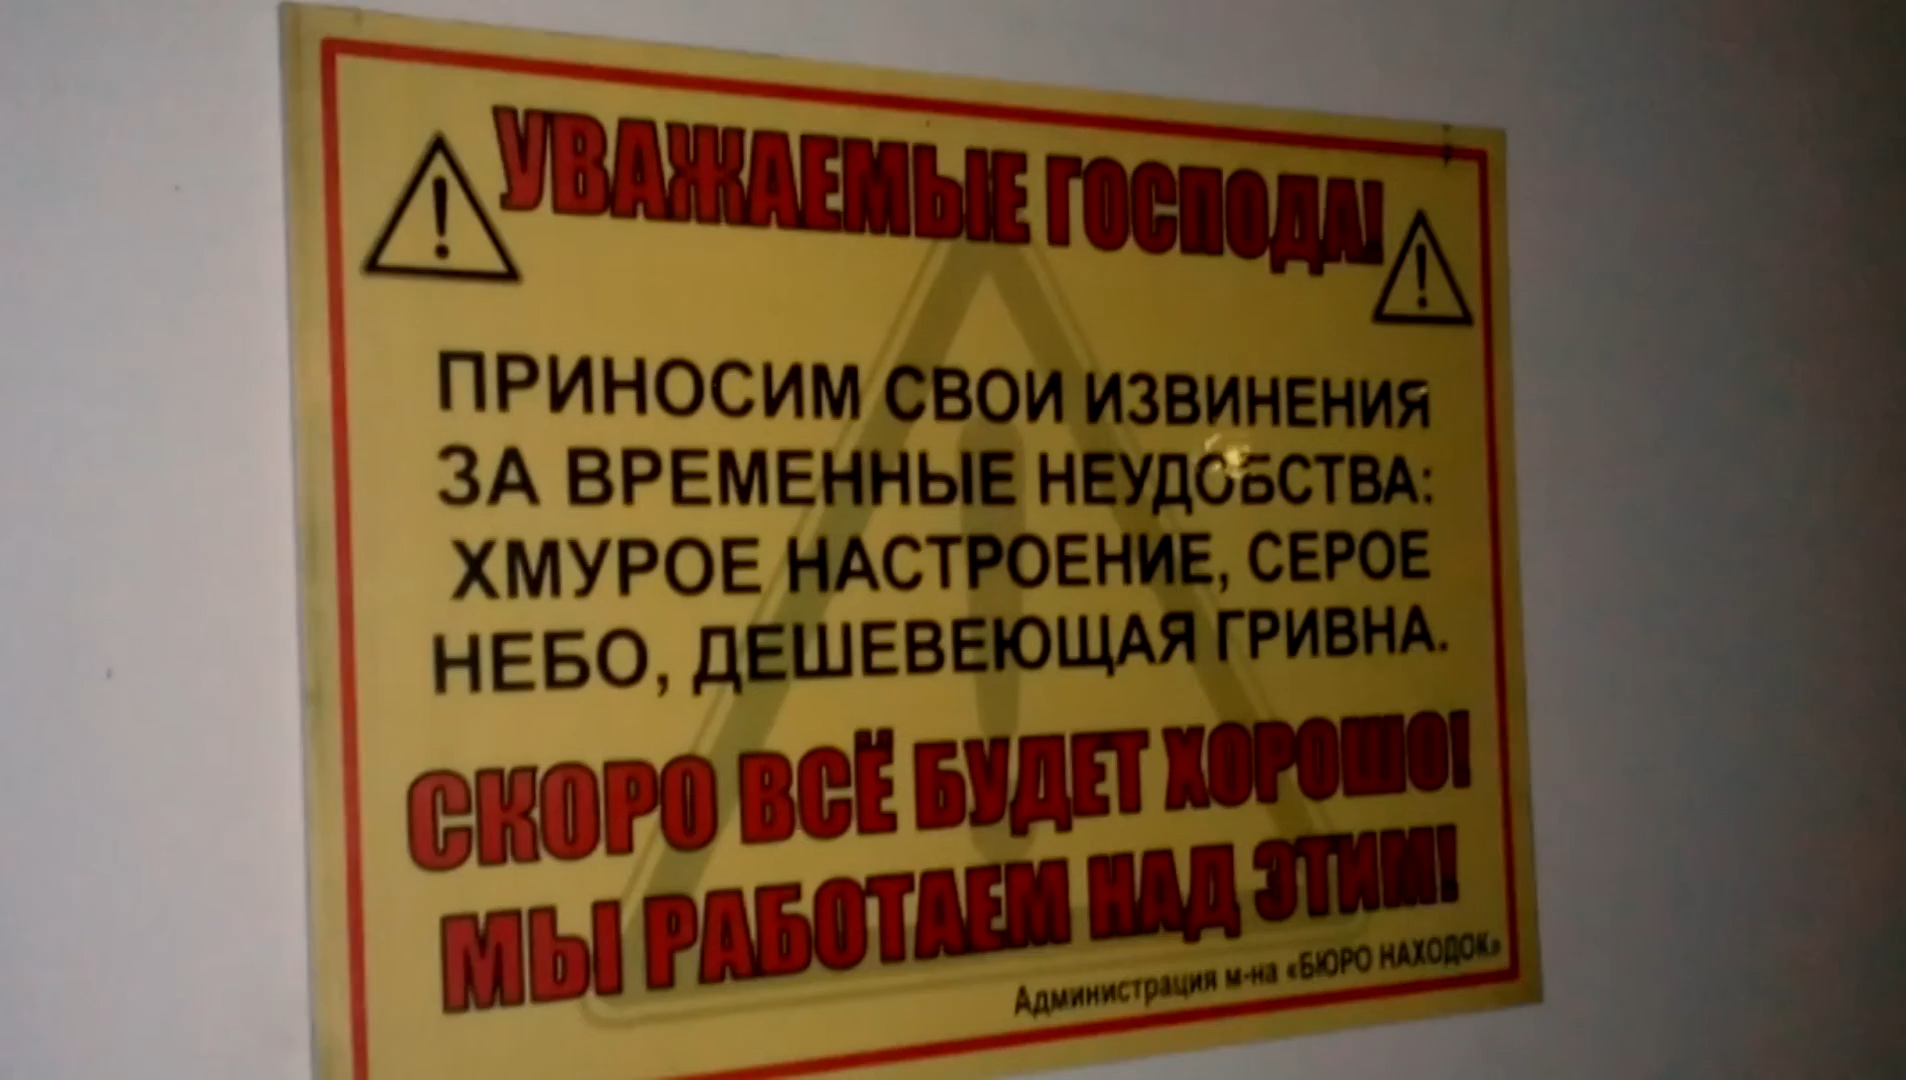 УВАЖАЕМЫЕ ГОСПОДА!
ПРИНОСИМ СВОИ ИЗВИНЕНИЯ
ЗА ВРЕМЕННЫЕ НЕУДОБСТВА:
ХМУРОЕ НАСТРОЕНИЕ, СЕРОЕ
НЕБО, ДЕШЕВЕЮЩАЯ ГРИВНА.
СКОРО ВСЁ БУДЕТ ХОРОШО!
МЫ РАБОТАЕМ НАД ЭТИМ!
Администрация м-на «БЮРО НАХОДОК»